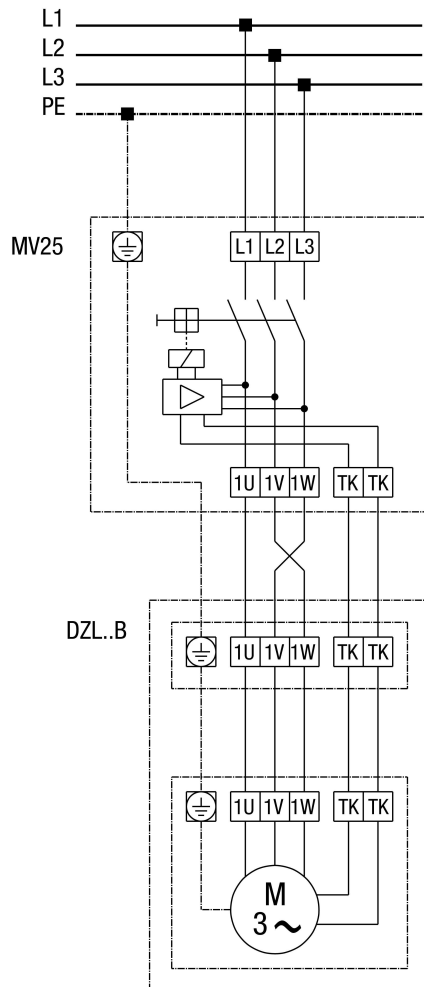 L1
L2
L3
PE
MV25
L1 L2 L3
1U 1V 1W TK TK
DZL..B
1U 1V 1W TK TK
1U 1V 1W TK TK
M
3 ~